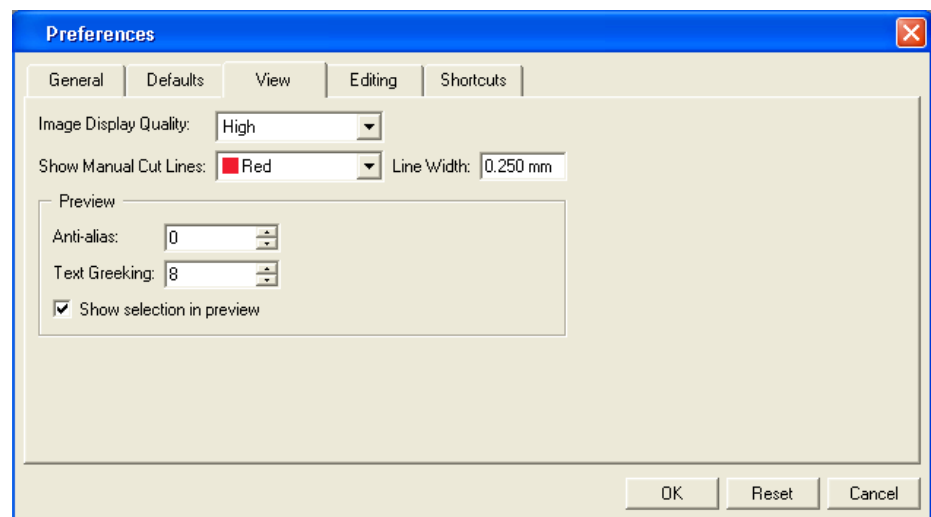 Preferences
General Defaults View Editing Shortcuts
Image Display Quality: High
Show Manual Cut Lines: Red Line Width: 0.250 mm
Preview
Anti-alias: 0
Text Greeking: 8
Show selection in preview
OK Reset Cancel